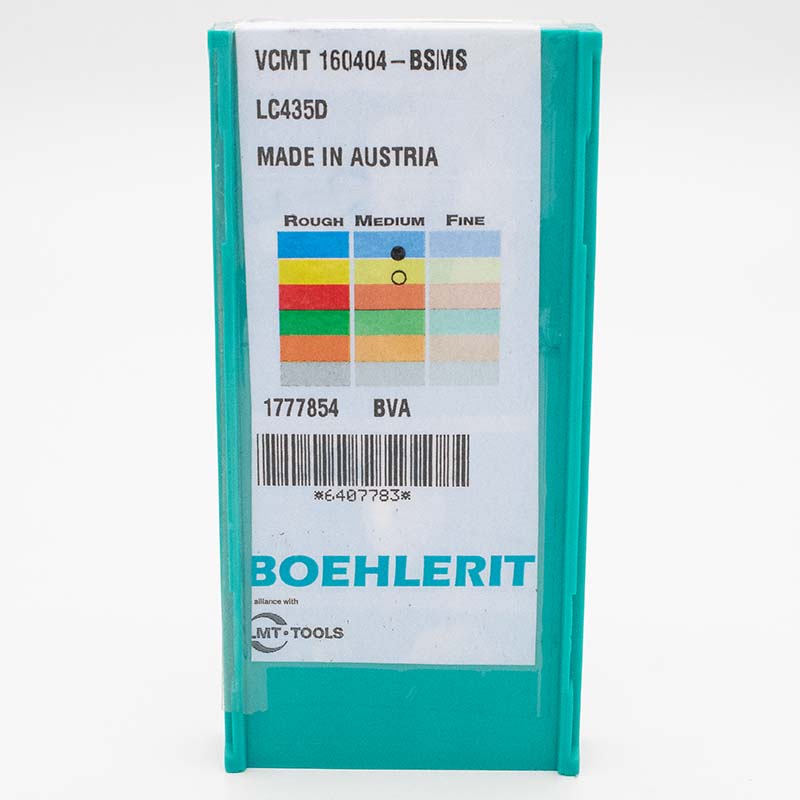 VCMT 160404-BSMS
LC435D
MADE IN AUSTRIA
ROUGH MEDIUM FINE
1777854 BVA
*6407783*
BOEHLERIT
alliance with
LMT·TOOLS